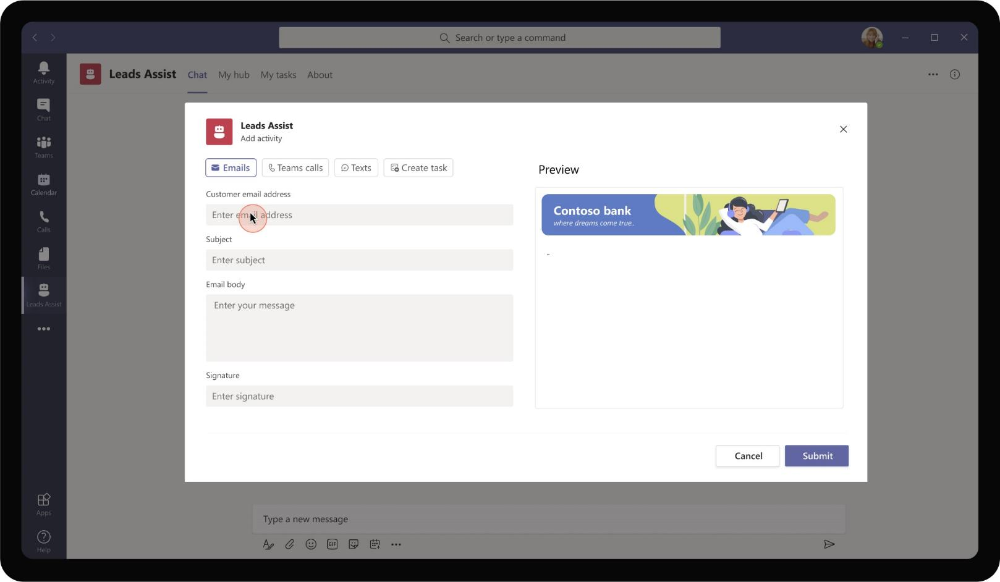 Search or type a command
Activity
Chat
Teams
Calendar
Calls
Files
Leads Assist
Apps
Help
Leads Assist
Chat
My hub
My tasks
About
Leads Assist
Add activity
Emails
Teams calls
Texts
Create task
Customer email address
Enter email address
Subject
Enter subject
Email body
Enter your message
Signature
Enter signature
Preview
Contoso bank
where dreams come true..
-
Cancel
Submit
Type a new message
GIF